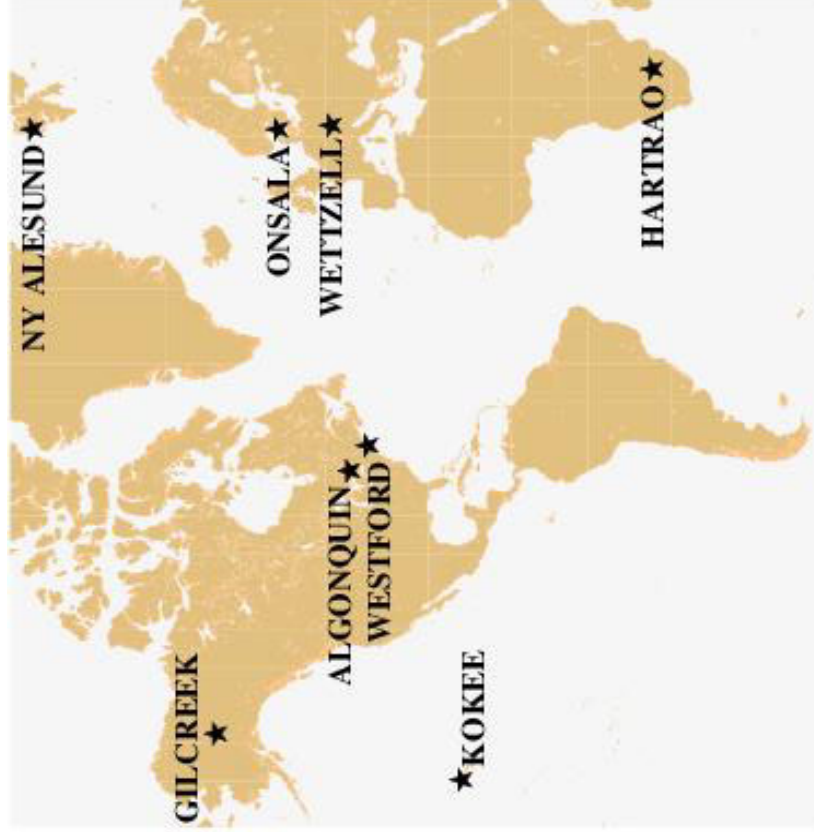 NY ALESUND
GILCREEK
ONSALA
WETTZELL
ALGONQUIN
WESTFORD
KOKEE
HARTRAO